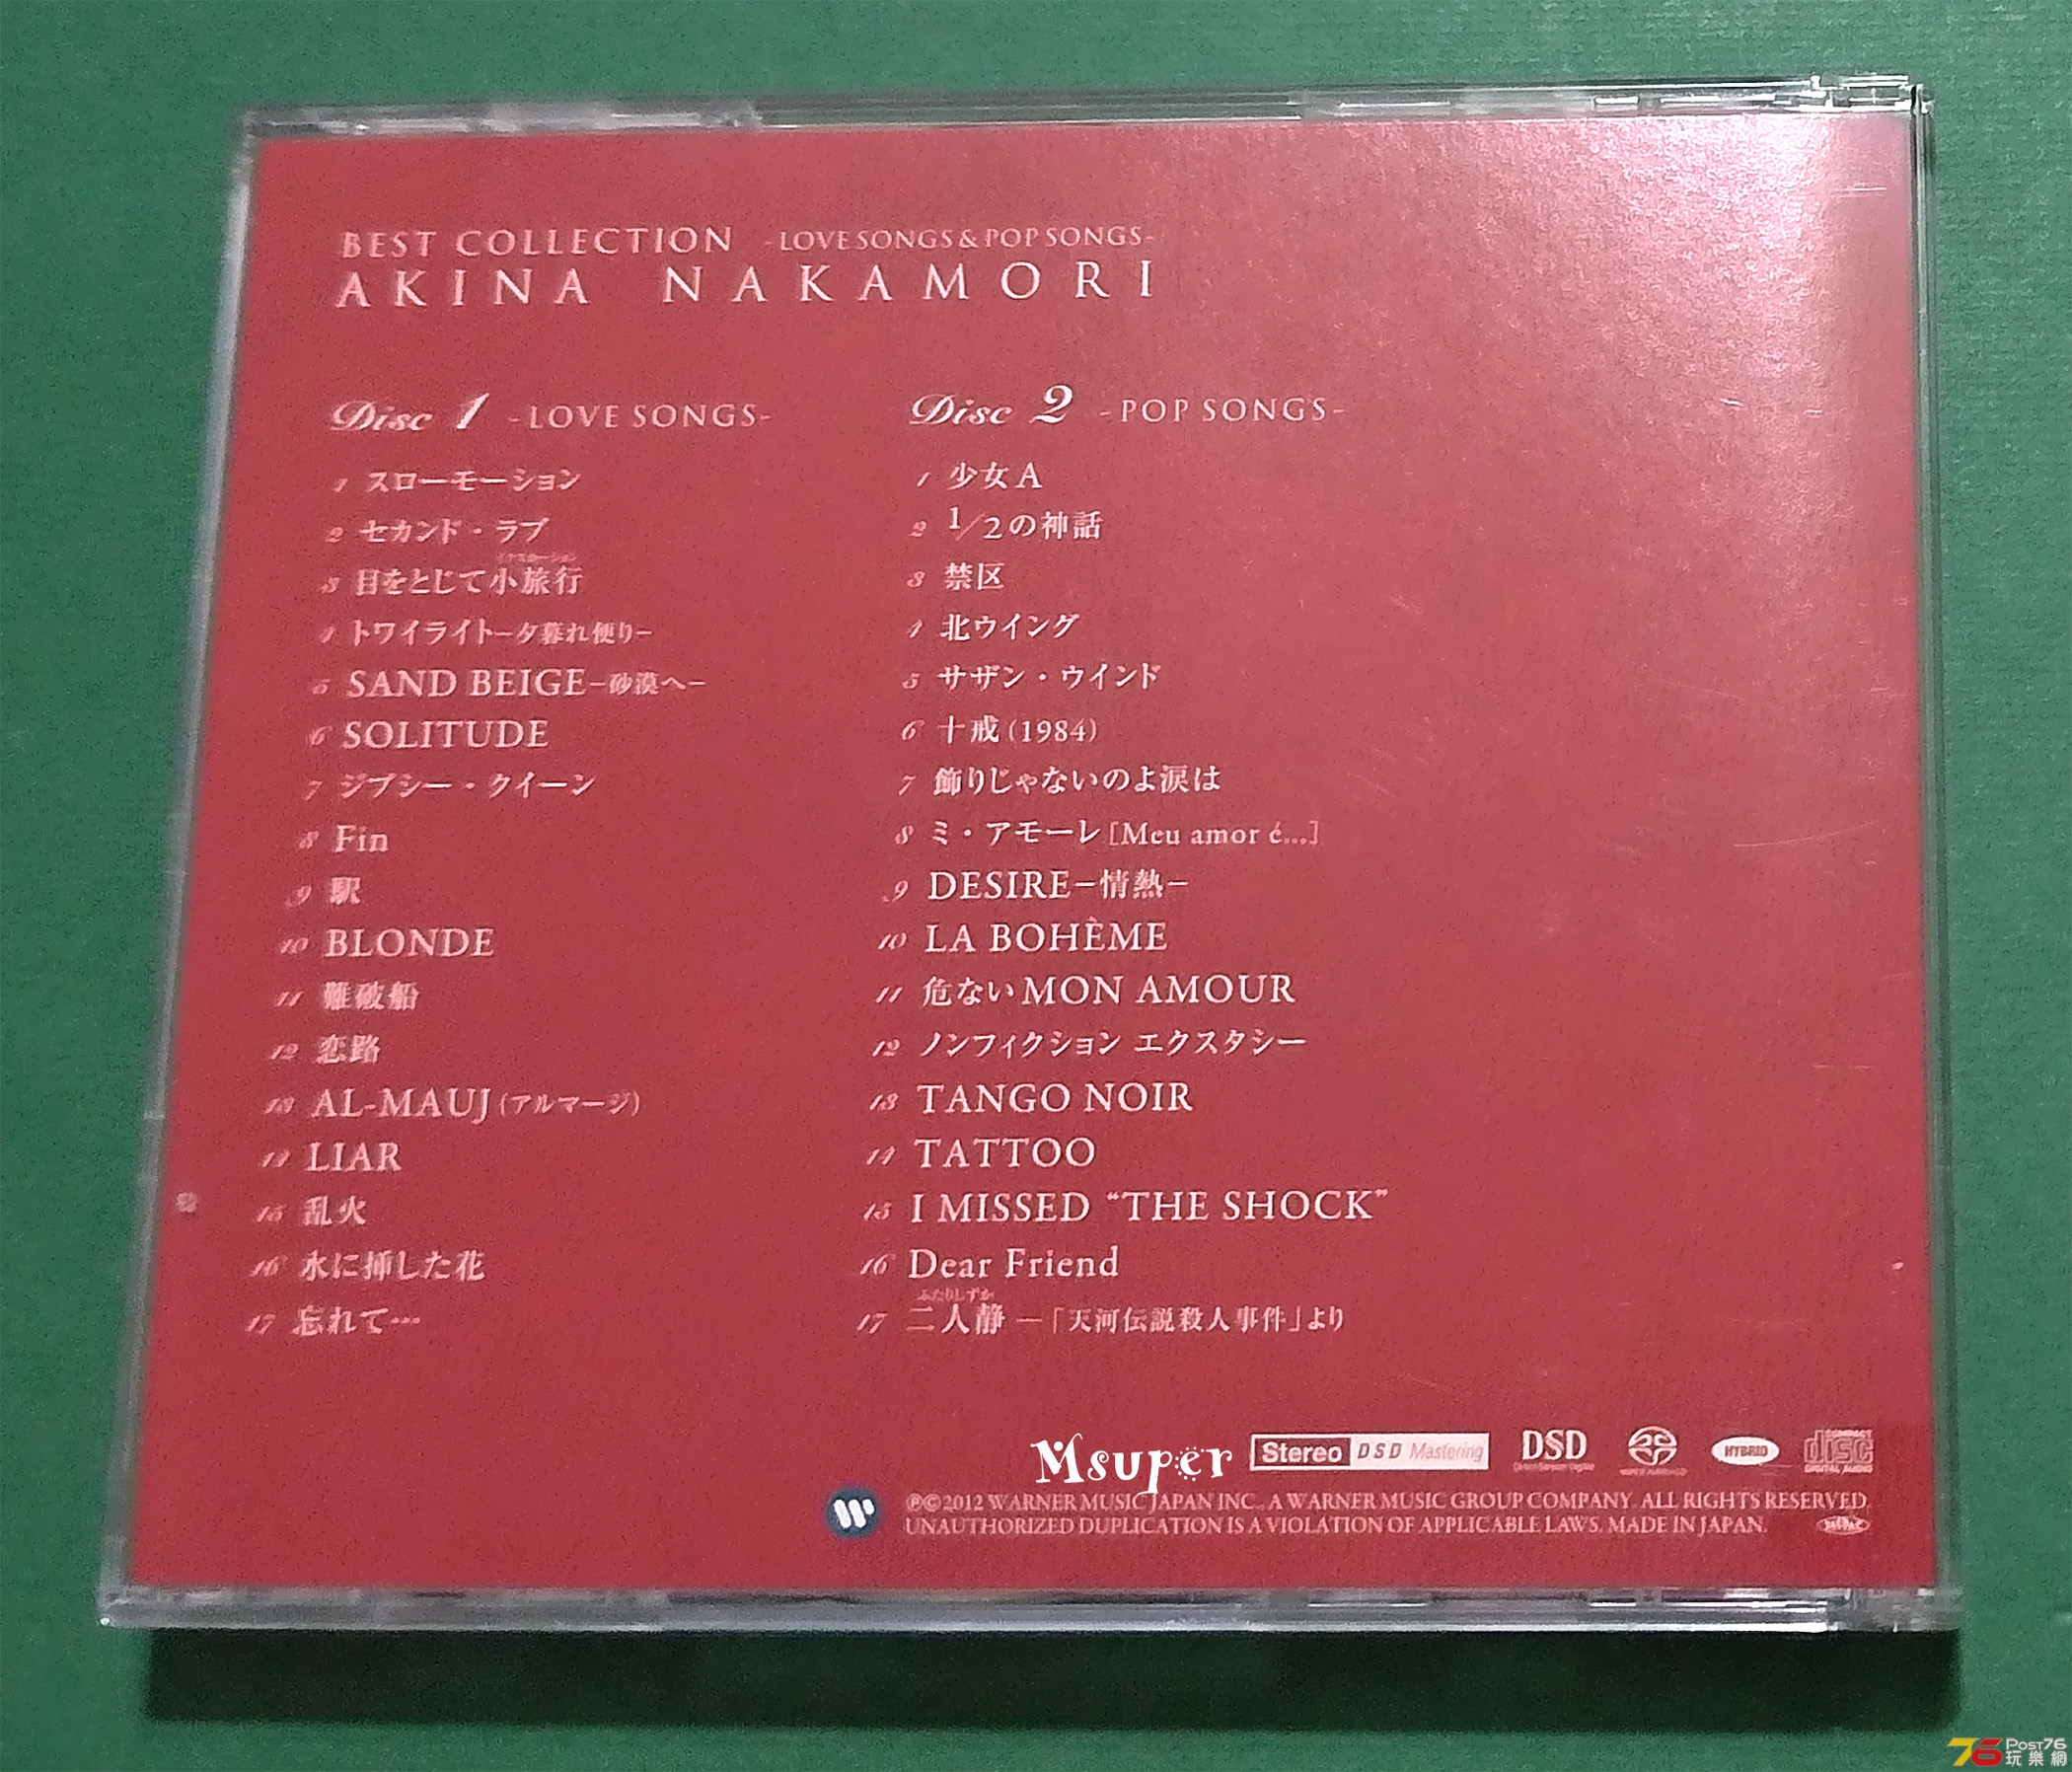 BEST COLLECTION -LOVE SONGS & POP SONGS-
AKINA NAKAMORI
Disc 1 -LOVE SONGS-
1 スローモーション
2 セカンド・ラブ
3 目をとじて小旅行
4 トワイライト−夕暮れ便り−
5 SAND BEIGE−砂漠へ−
6 SOLITUDE
7 ジプシー・クイーン
8 Fin
9 駅
10 BLONDE
11 難破船
12 恋路
13 AL-MAUJ(アルマージ)
14 LIAR
15 乱火
16 水に挿した花
17 忘れて…
Disc 2 -POP SONGS-
1 少女A
2 1/2の神話
3 禁区
4 北ウイング
5 サザン・ウインド
6 十戒(1984)
7 飾りじゃないのよ涙は
8 ミ・アモーレ[Meu amor é...]
9 DESIRE−情熱−
10 LA BOHÈME
11 危ないMON AMOUR
12 ノンフィクション エクスタシー
13 TANGO NOIR
14 TATTOO
15 I MISSED “THE SHOCK”
16 Dear Friend
ふたりしずか
17 二人静 −「天河伝説殺人事件」より
Msuper
Stereo DSD Mastering
DSD
HYBRID
COMPACT
disc
DIGITAL AUDIO
℗©2012 WARNER MUSIC JAPAN INC., A WARNER MUSIC GROUP COMPANY. ALL RIGHTS RESERVED.
UNAUTHORIZED DUPLICATION IS A VIOLATION OF APPLICABLE LAWS. MADE IN JAPAN.
76 POST76
玩樂網